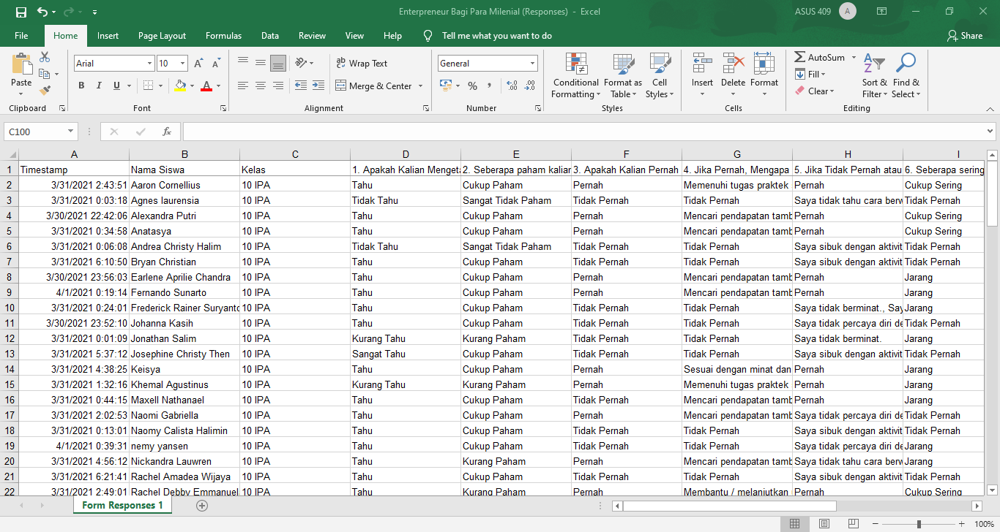 Enterpreneur Bagi Para Milenial (Responses) - Excel
ASUS 409 A
File Home Insert Page Layout Formulas Data Review View Help Tell me what you want to do Share
Paste
Clipboard
Arial 10 A A
B I U A
Font
Wrap Text
Merge & Center
Alignment
General
% , .00 .00
Number
Conditional Formatting
Format as Table
Cell Styles
Styles
Insert Delete Format
Cells
AutoSum
Fill
Clear
Sort & Filter
Find & Select
Editing
C100 fx
A B C D E F G H I
1 Timestamp Nama Siswa Kelas 1. Apakah Kalian Mengeta 2. Seberapa paham kalian 3. Apakah Kalian Pernah 4. Jika Pernah, Mengapa 5. Jika Tidak Pernah atau 6. Seberapa sering
2 3/31/2021 2:43:51 Aaron Cornellius 10 IPA Tahu Cukup Paham Pernah Memenuhi tugas praktek Pernah Cukup Sering
3 3/31/2021 0:03:18 Agnes laurensia 10 IPA Tidak Tahu Sangat Tidak Paham Tidak Pernah Tidak Pernah Saya tidak tahu cara berw Tidak Pernah
4 3/30/2021 22:42:06 Alexandra Putri 10 IPA Tahu Cukup Paham Pernah Mencari pendapatan tamb Pernah Cukup Sering
5 3/31/2021 0:34:58 Anatasya 10 IPA Tahu Cukup Paham Pernah Mencari pendapatan tamb Pernah Cukup Sering
6 3/31/2021 0:06:08 Andrea Christy Halim 10 IPA Tidak Tahu Sangat Tidak Paham Tidak Pernah Tidak Pernah Saya sibuk dengan aktivit Tidak Pernah
7 3/31/2021 6:10:50 Bryan Christian 10 IPA Tahu Cukup Paham Tidak Pernah Tidak Pernah Saya sibuk dengan aktivit Tidak Pernah
8 3/30/2021 23:56:03 Earlene Aprilie Chandra 10 IPA Tahu Cukup Paham Pernah Mencari pendapatan tamb Pernah Jarang
9 4/1/2021 0:19:14 Fernando Sunarto 10 IPA Tahu Cukup Paham Pernah Mencari pendapatan tamb Pernah Jarang
10 3/31/2021 0:24:01 Frederick Rainer Suryanto 10 IPA Tahu Cukup Paham Tidak Pernah Tidak Pernah Saya tidak berminat., Say Jarang
11 3/30/2021 23:52:10 Johanna Kasih 10 IPA Tahu Cukup Paham Tidak Pernah Tidak Pernah Saya tidak percaya diri de Tidak Pernah
12 3/31/2021 0:01:09 Jonathan Salim 10 IPA Kurang Tahu Kurang Paham Tidak Pernah Tidak Pernah Saya tidak berminat. Jarang
13 3/31/2021 5:37:12 Josephine Christy Then 10 IPA Sangat Tahu Cukup Paham Tidak Pernah Tidak Pernah Saya sibuk dengan aktivit Tidak Pernah
14 3/31/2021 4:38:25 Keisya 10 IPA Tahu Cukup Paham Pernah Sesuai dengan minat dan Pernah Jarang
15 3/31/2021 1:32:16 Khemal Agustinus 10 IPA Kurang Tahu Kurang Paham Pernah Memenuhi tugas praktek Pernah Jarang
16 3/31/2021 0:44:15 Maxell Nathanael 10 IPA Tahu Cukup Paham Tidak Pernah Mencari pendapatan tamb Pernah Jarang
17 3/31/2021 2:02:53 Naomi Gabriella 10 IPA Tahu Cukup Paham Pernah Mencari pendapatan tamb Saya tidak percaya diri de Tidak Pernah
18 3/31/2021 0:13:01 Naomy Calista Halimin 10 IPA Tahu Cukup Paham Tidak Pernah Tidak Pernah Saya sibuk dengan aktivit Tidak Pernah
19 4/1/2021 0:39:31 nemy yansen 10 IPA Tahu Cukup Paham Tidak Pernah Tidak Pernah Saya tidak percaya diri de Jarang
20 3/31/2021 4:56:12 Nickandra Lauwren 10 IPA Tahu Kurang Paham Pernah Mencari pendapatan tamb Saya tidak tahu cara berw Jarang
21 3/31/2021 6:21:41 Rachel Amadea Wijaya 10 IPA Tahu Cukup Paham Tidak Pernah Tidak Pernah Saya sibuk dengan aktivit Tidak Pernah
22 3/31/2021 2:49:01 Rachel Debby Emmanuel 10 IPA Tahu Kurang Paham Pernah Membantu / melanjutkan Pernah Cukup Sering
Form Responses 1
100%